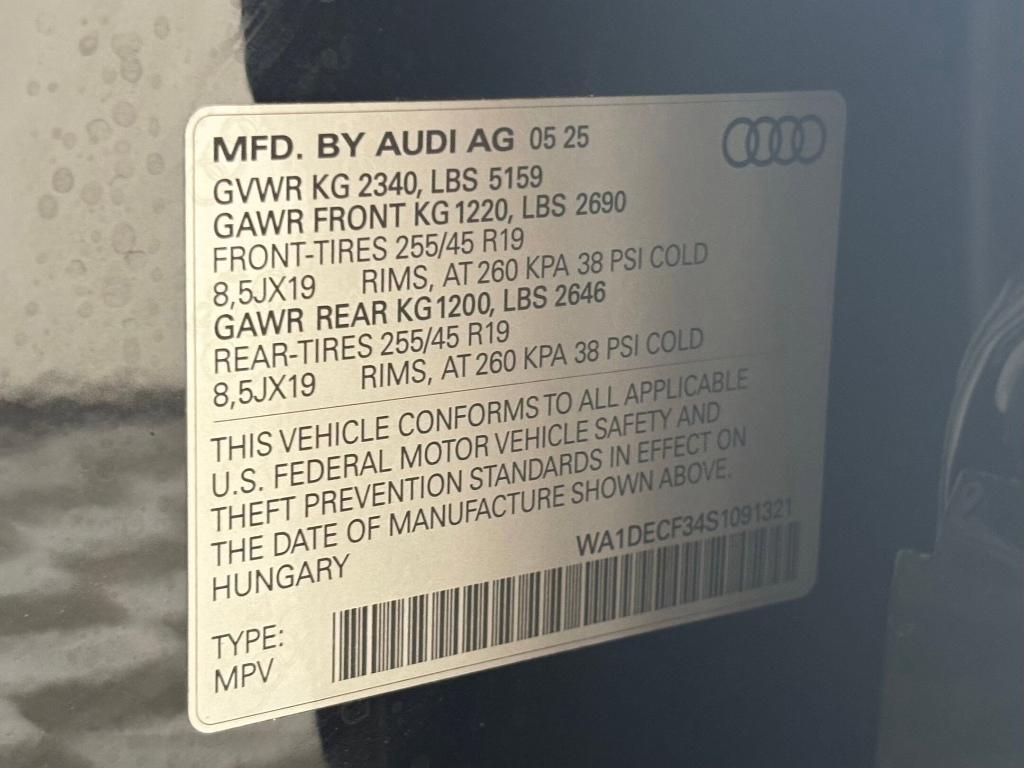 MFD. BY AUDI AG 05 25
GVWR KG 2340, LBS 5159
GAWR FRONT KG 1220, LBS 2690
FRONT-TIRES 255/45 R19
8,5JX19 RIMS, AT 260 KPA 38 PSI COLD
GAWR REAR KG 1200, LBS 2646
REAR-TIRES 255/45 R19
8,5JX19 RIMS, AT 260 KPA 38 PSI COLD
THIS VEHICLE CONFORMS TO ALL APPLICABLE
U.S. FEDERAL MOTOR VEHICLE SAFETY AND
THEFT PREVENTION STANDARDS IN EFFECT ON
THE DATE OF MANUFACTURE SHOWN ABOVE.
HUNGARY WA1DECF34S1091321
TYPE:
MPV